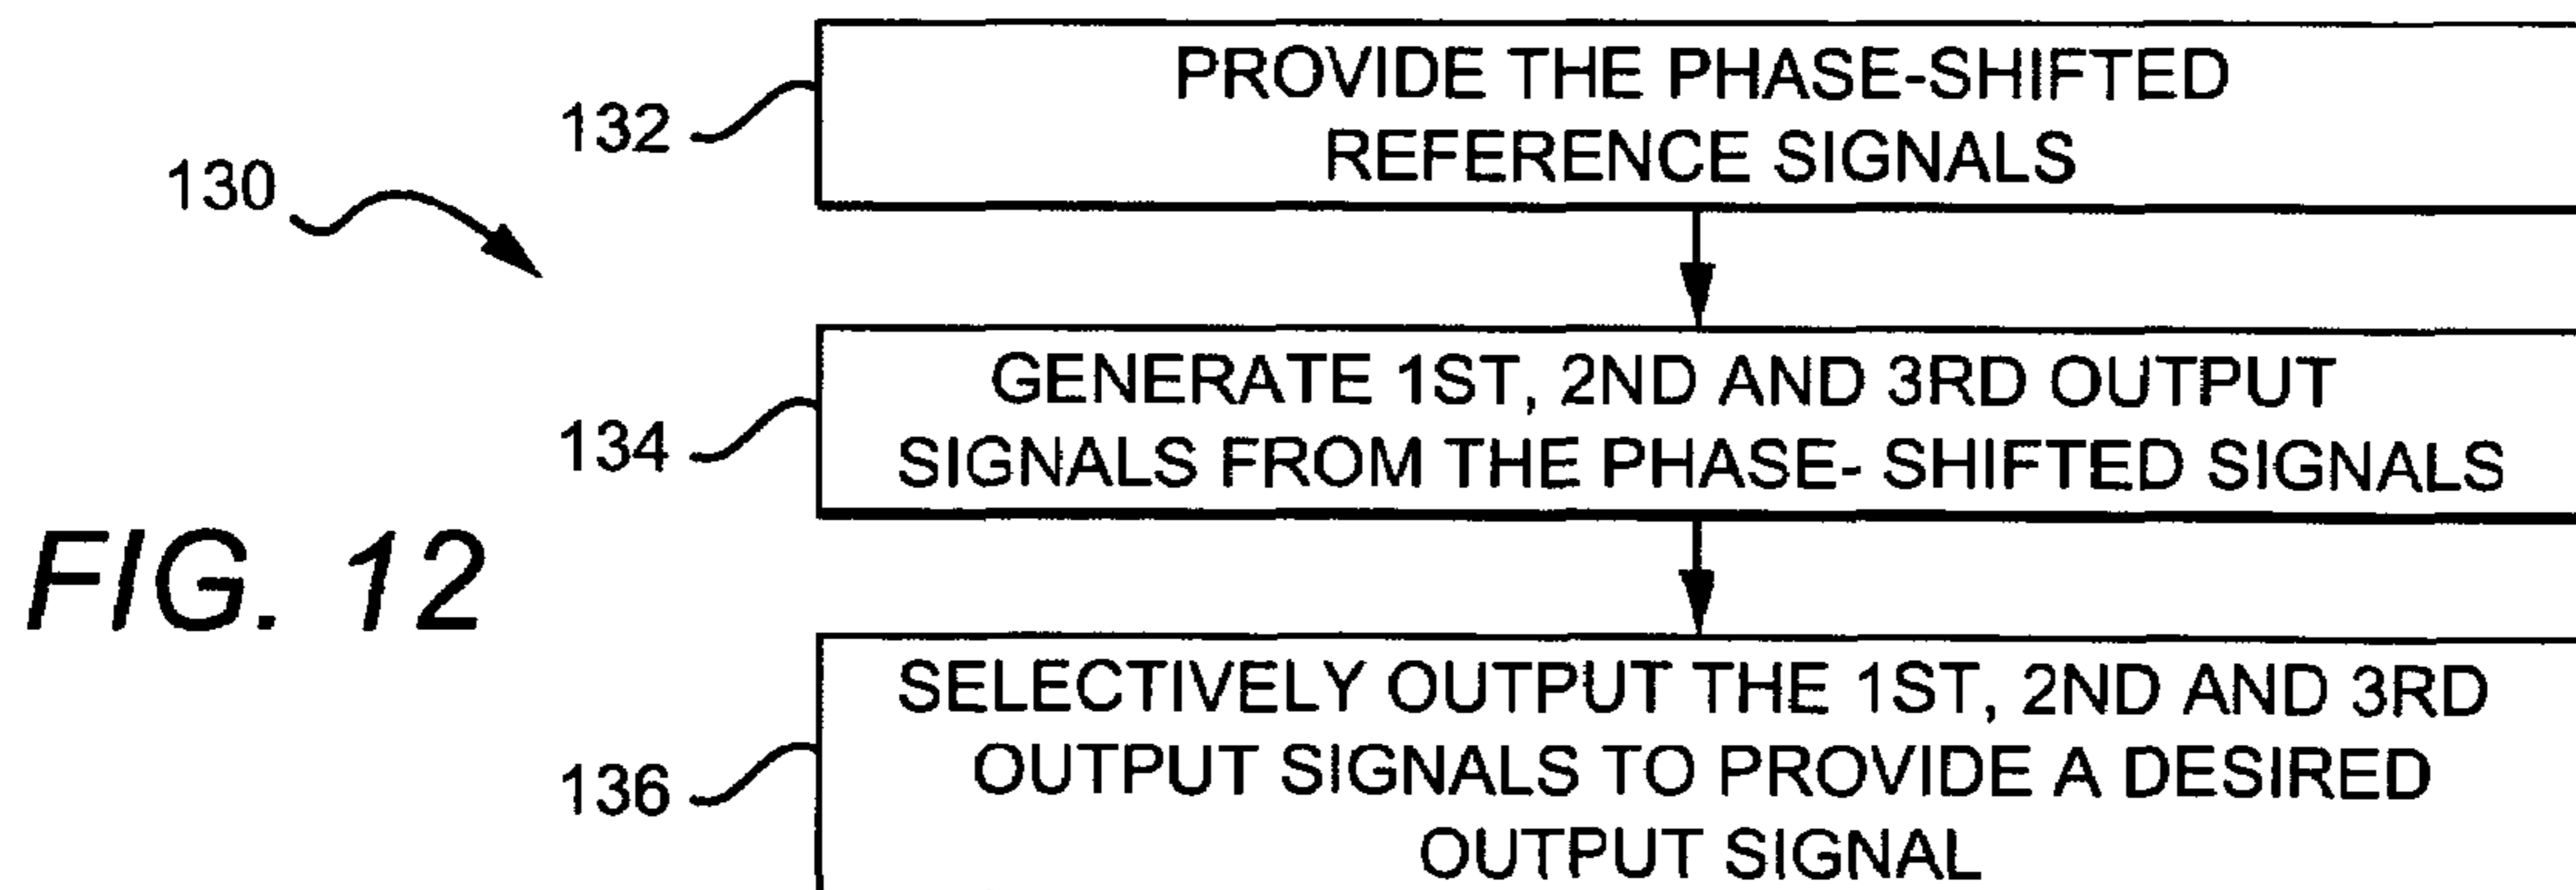 PROVIDE THE PHASE-SHIFTED
REFERENCE SIGNALS
132
130
GENERATE 1ST, 2ND AND 3RD OUTPUT
SIGNALS FROM THE PHASE- SHIFTED SIGNALS
134
FIG. 12
SELECTIVELY OUTPUT THE 1ST, 2ND AND 3RD
OUTPUT SIGNALS TO PROVIDE A DESIRED
OUTPUT SIGNAL
136